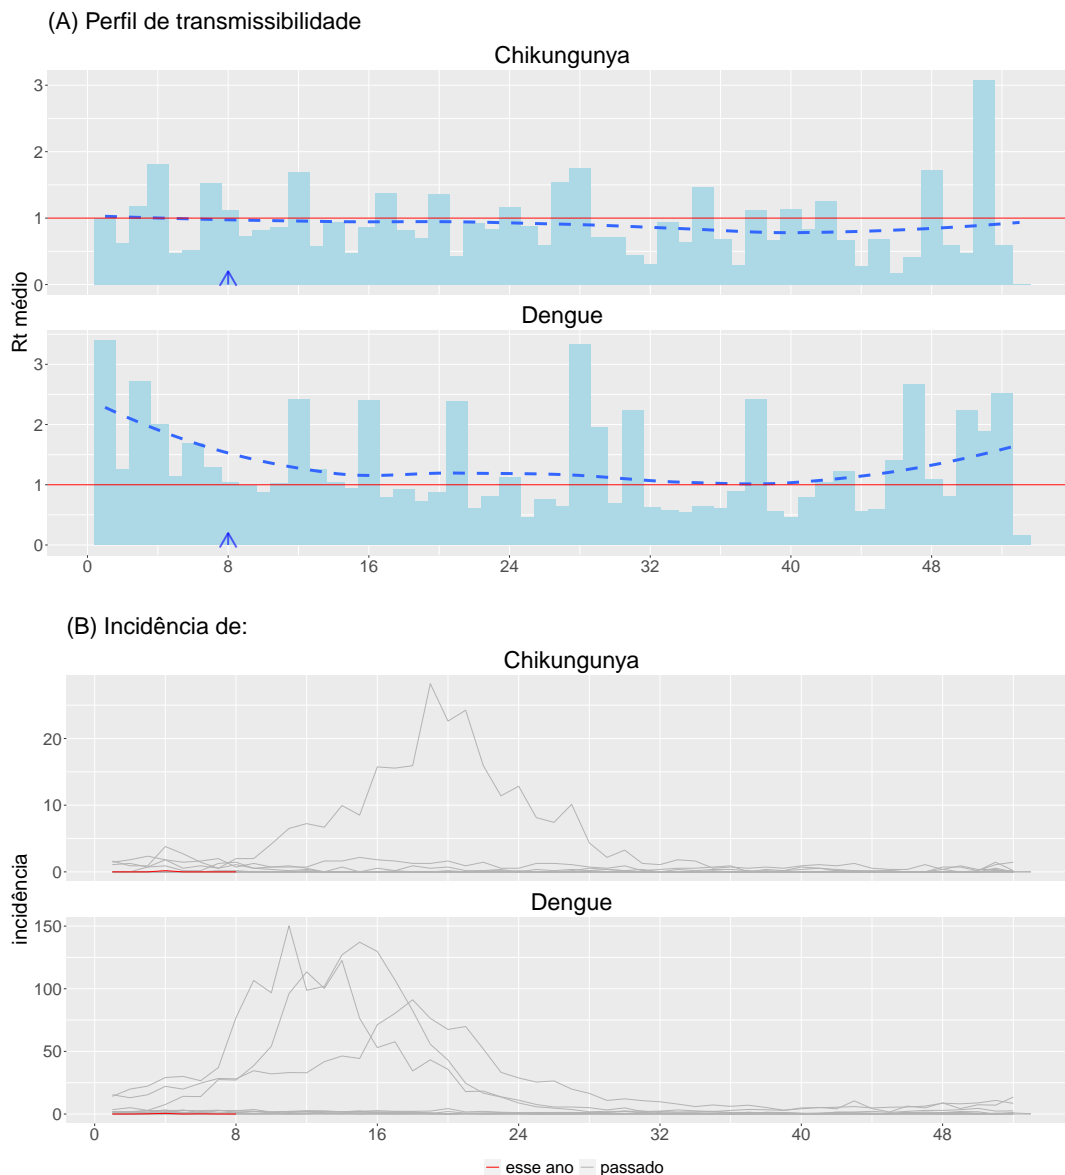 (A) Perfil de transmissibilidade
Chikungunya
3
2
1
0
Rt médio
Dengue
3
2
1
0
0 8 16 24 32 40 48
(B) Incidência de:
Chikungunya
20
10
0
incidência
Dengue
150
100
50
0
0 8 16 24 32 40 48
esse ano passado